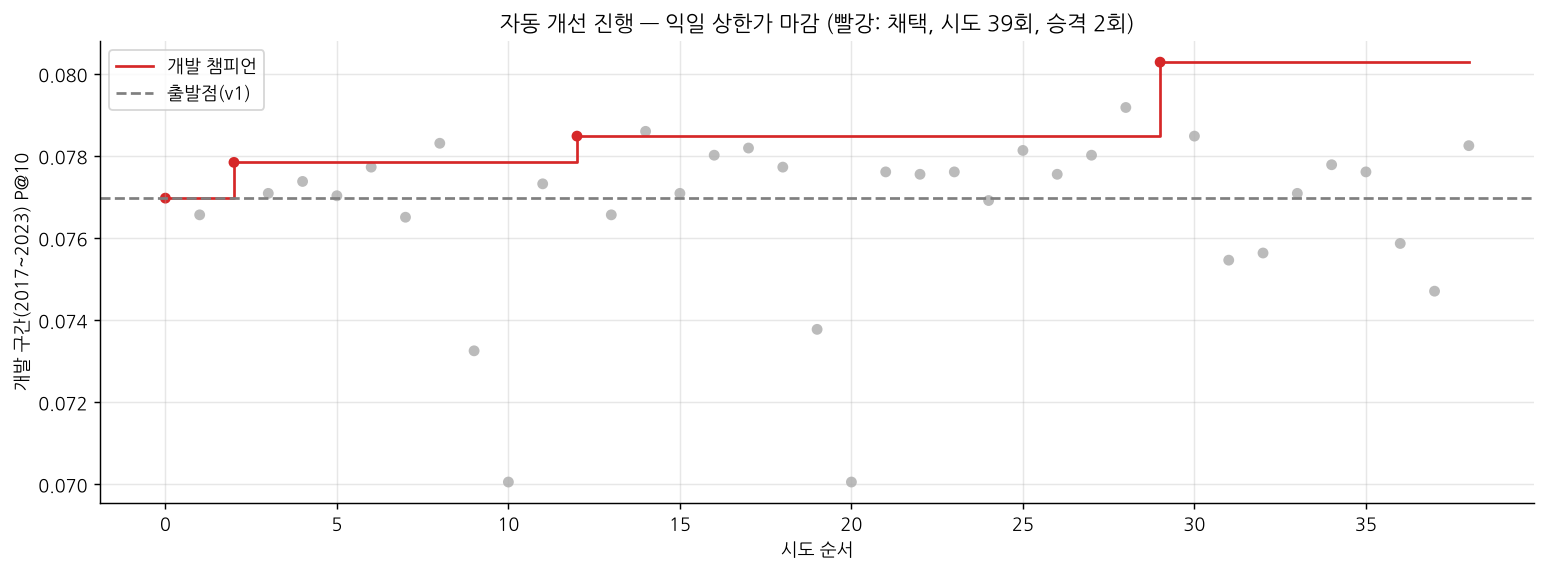 자동 개선 진행 — 익일 상한가 마감 (빨강: 채택, 시도 39회, 승격 2회)
개발 챔피언
출발점(v1)
개발 구간(2017~2023) P@10
0.080
0.078
0.076
0.074
0.072
0.070
0
5
10
15
20
25
30
35
시도 순서